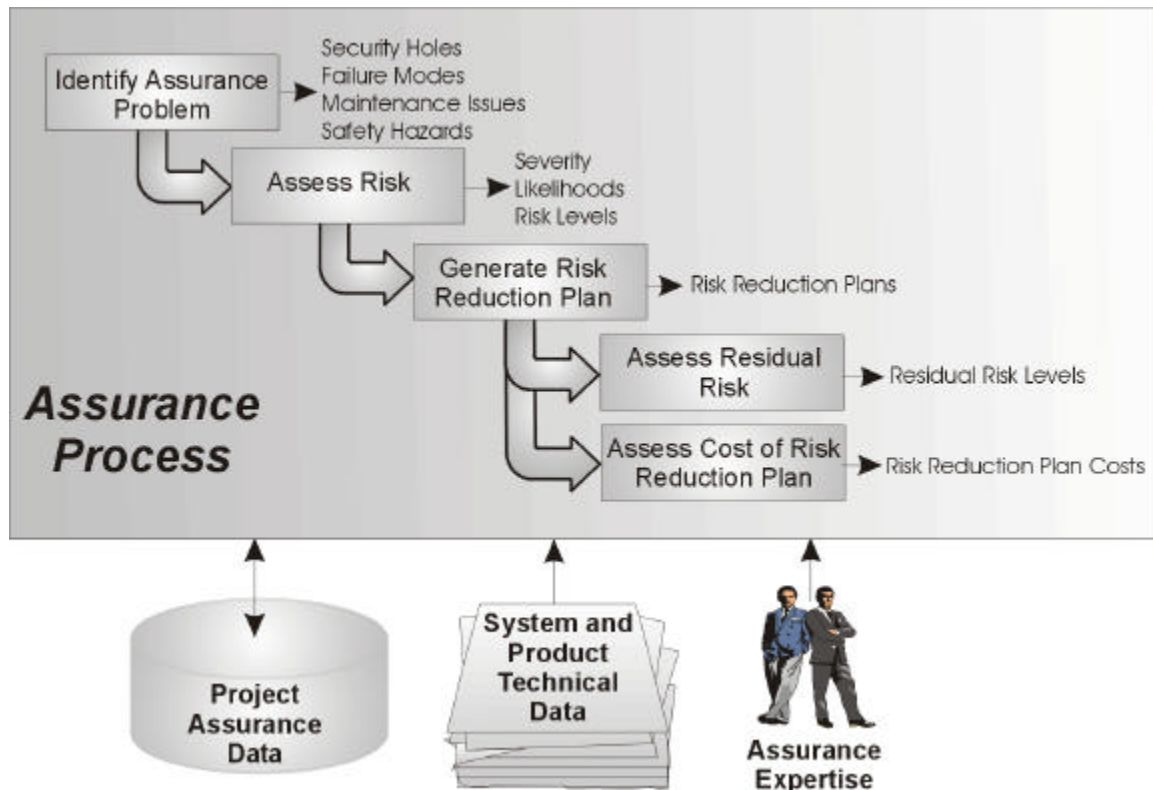 Identify Assurance
Problem
Security Holes
Failure Modes
Maintenance Issues
Safety Hazards
Assess Risk
Severity
Likelihoods
Risk Levels
Generate Risk
Reduction Plan
Risk Reduction Plans
Assess Residual
Risk
Residual Risk Levels
Assess Cost of Risk
Reduction Plan
Risk Reduction Plan Costs
Assurance
Process
Project
Assurance
Data
System and
Product
Technical
Data
Assurance
Expertise